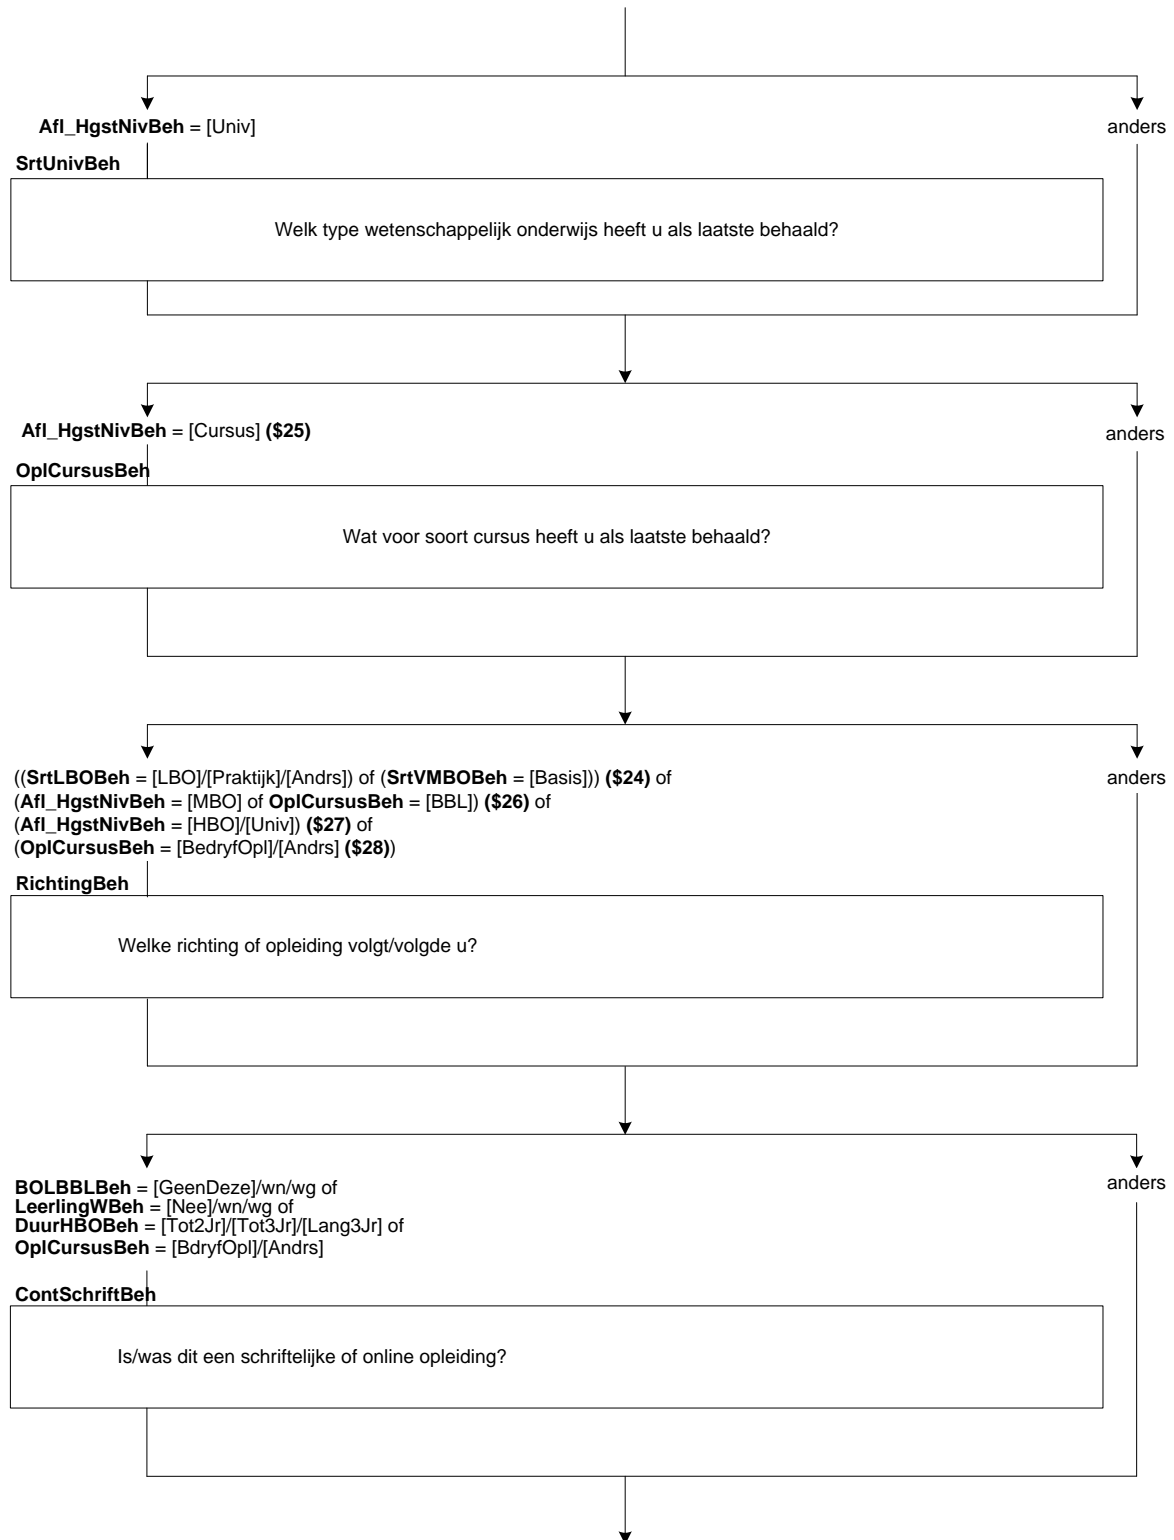 Afl_HgstNivBeh = [Univ]
anders
SrtUnivBeh
Welk type wetenschappelijk onderwijs heeft u als laatste behaald?
Afl_HgstNivBeh = [Cursus] ($25)
anders
OplCursusBeh
Wat voor soort cursus heeft u als laatste behaald?
((SrtLBOBeh = [LBO]/[Praktijk]/[Andrs]) of (SrtVMBOBeh = [Basis])) ($24) of
anders
(Afl_HgstNivBeh = [MBO] of OplCursusBeh = [BBL]) ($26) of
(Afl_HgstNivBeh = [HBO]/[Univ]) ($27) of
(OplCursusBeh = [BedryfOpl]/[Andrs] ($28))
RichtingBeh
Welke richting of opleiding volgt/volgde u?
BOLBBLBeh = [GeenDeze]/wn/wg of
anders
LeerlingWBeh = [Nee]/wn/wg of
DuurHBOBeh = [Tot2Jr]/[Tot3Jr]/[Lang3Jr] of
OplCursusBeh = [BdryfOpl]/[Andrs]
ContSchriftBeh
Is/was dit een schriftelijke of online opleiding?